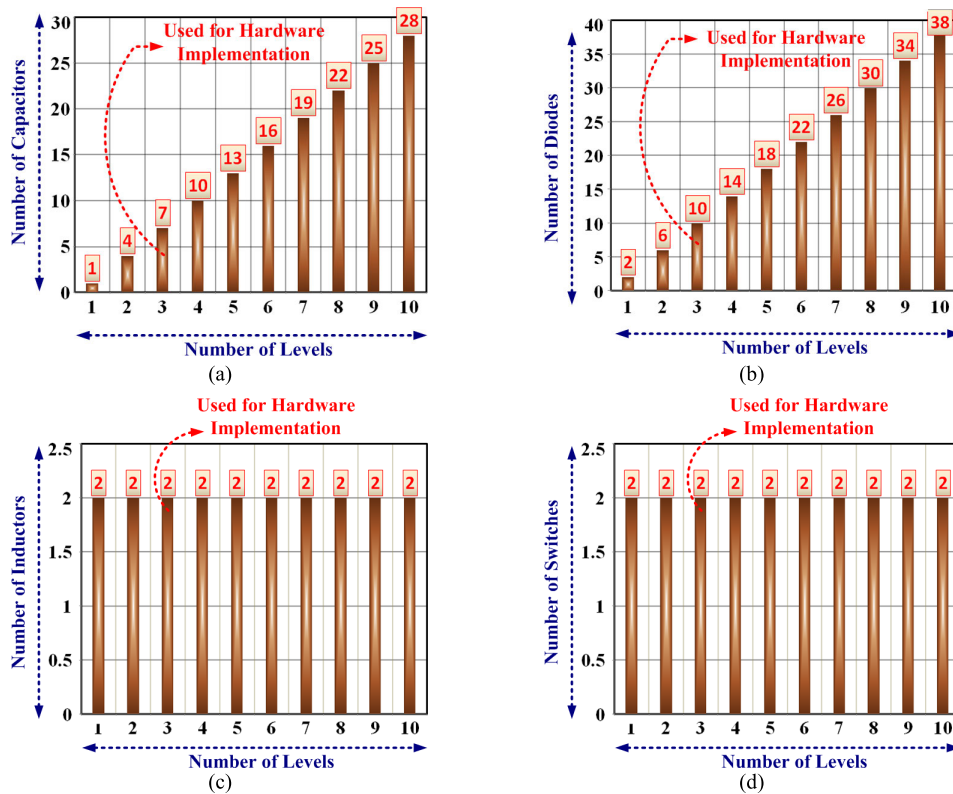 Used for Hardware
Implementation
Number of Capacitors
30
25
20
15
10
5
0
1
4
7
10
13
16
19
22
25
28
1 2 3 4 5 6 7 8 9 10
Number of Levels
(a)
Used for Hardware
Implementation
Number of Diodes
40
35
30
25
20
15
10
5
0
2
6
10
14
18
22
26
30
34
38
1 2 3 4 5 6 7 8 9 10
Number of Levels
(b)
Used for Hardware
Implementation
Number of Inductors
2.5
2
1.5
1
0.5
0
2 2 2 2 2 2 2 2 2 2
1 2 3 4 5 6 7 8 9 10
Number of Levels
(c)
Used for Hardware
Implementation
Number of Switches
2.5
2
1.5
1
0.5
0
2 2 2 2 2 2 2 2 2 2
1 2 3 4 5 6 7 8 9 10
Number of Levels
(d)